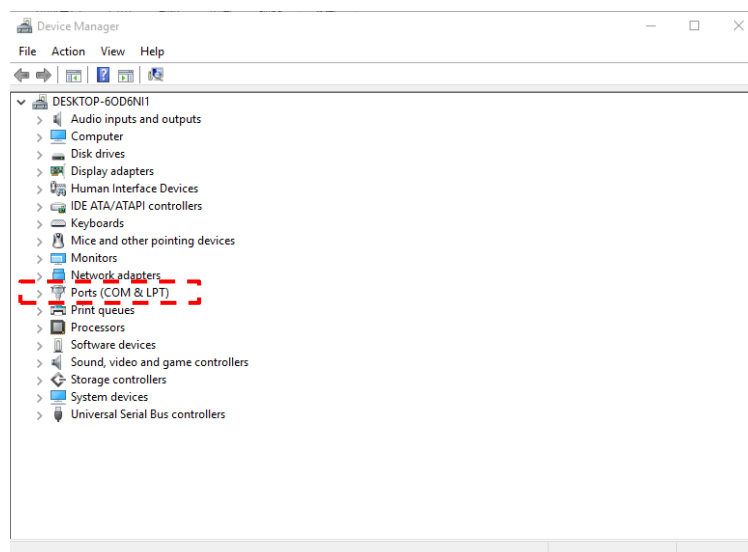 Device Manager
File Action View Help
DESKTOP-6OD6NI1
Audio inputs and outputs
Computer
Disk drives
Display adapters
Human Interface Devices
IDE ATA/ATAPI controllers
Keyboards
Mice and other pointing devices
Monitors
Network adapters
Ports (COM & LPT)
Print queues
Processors
Software devices
Sound, video and game controllers
Storage controllers
System devices
Universal Serial Bus controllers